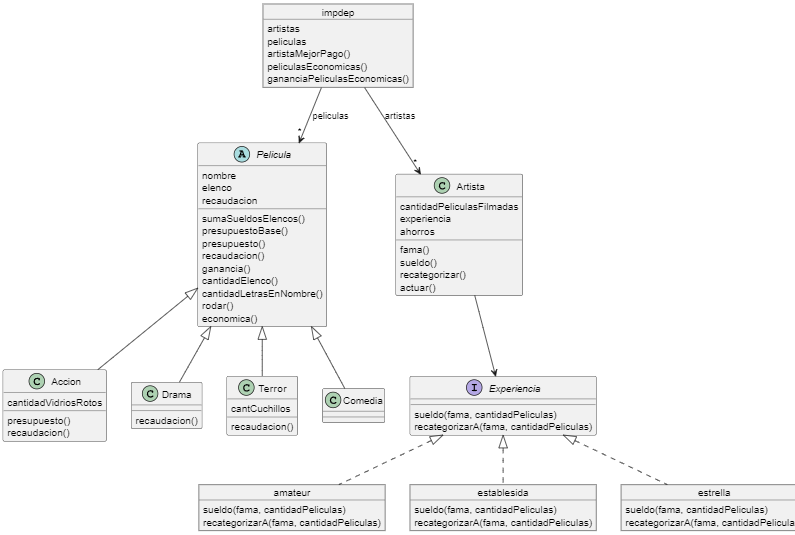 impdep
artistas
peliculas
artistaMejorPago()
peliculasEconomicas()
gananciaPeliculasEconomicas()
peliculas
artistas
*
*
A Pelicula
nombre
elenco
recaudacion
sumaSueldosElencos()
presupuestoBase()
presupuesto()
recaudacion()
ganancia()
cantidadElenco()
cantidadLetrasEnNombre()
rodar()
economica()
C Artista
cantidadPeliculasFilmadas
experiencia
ahorros
fama()
sueldo()
recategorizar()
actuar()
C Accion
cantidadVidriosRotos
presupuesto()
recaudacion()
C Drama
recaudacion()
C Terror
cantCuchillos
recaudacion()
C Comedia
I Experiencia
sueldo(fama, cantidadPeliculas)
recategorizarA(fama, cantidadPeliculas)
amateur
sueldo(fama, cantidadPeliculas)
recategorizarA(fama, cantidadPeliculas)
establesida
sueldo(fama, cantidadPeliculas)
recategorizarA(fama, cantidadPeliculas)
estrella
sueldo(fama, cantidadPeliculas)
recategorizarA(fama, cantidadPeliculas